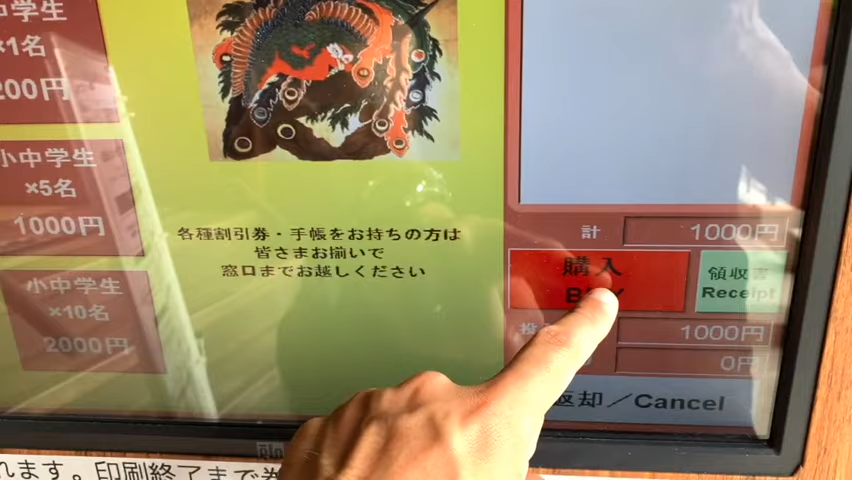 中学生
×1名
200円
小中学生
×5名
1000円
小中学生
×10名
2000円
各種割引券・手帳をお持ちの方は
皆さまお揃いで
窓口までお越しください
計
1000円
購入
領収書
Receipt
1000円
0円
返却／Cancel
れます。印刷終了まで